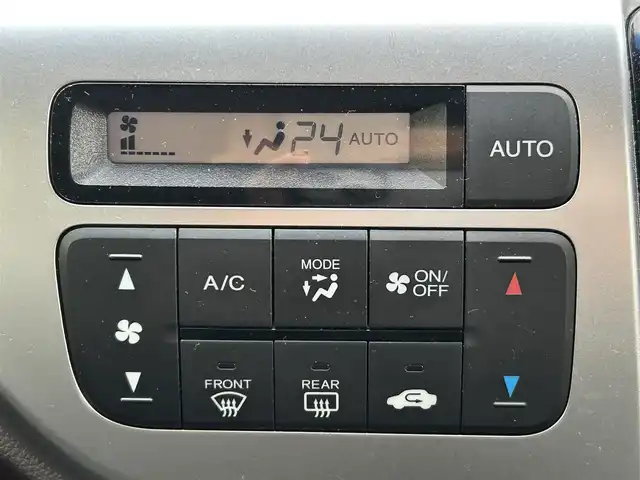 24 AUTO
AUTO
A/C
MODE
ON/
OFF
FRONT
REAR